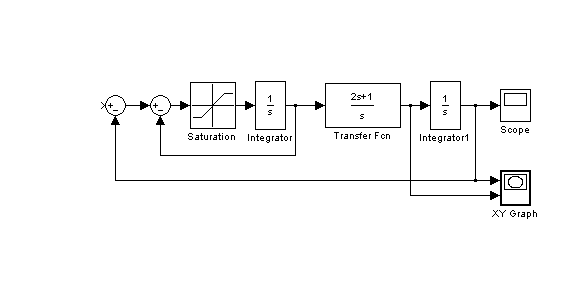 +
−
+
−
Saturation
1
s
Integrator
2s+1
s
Transfer Fcn
1
s
Integrator1
Scope
XY Graph